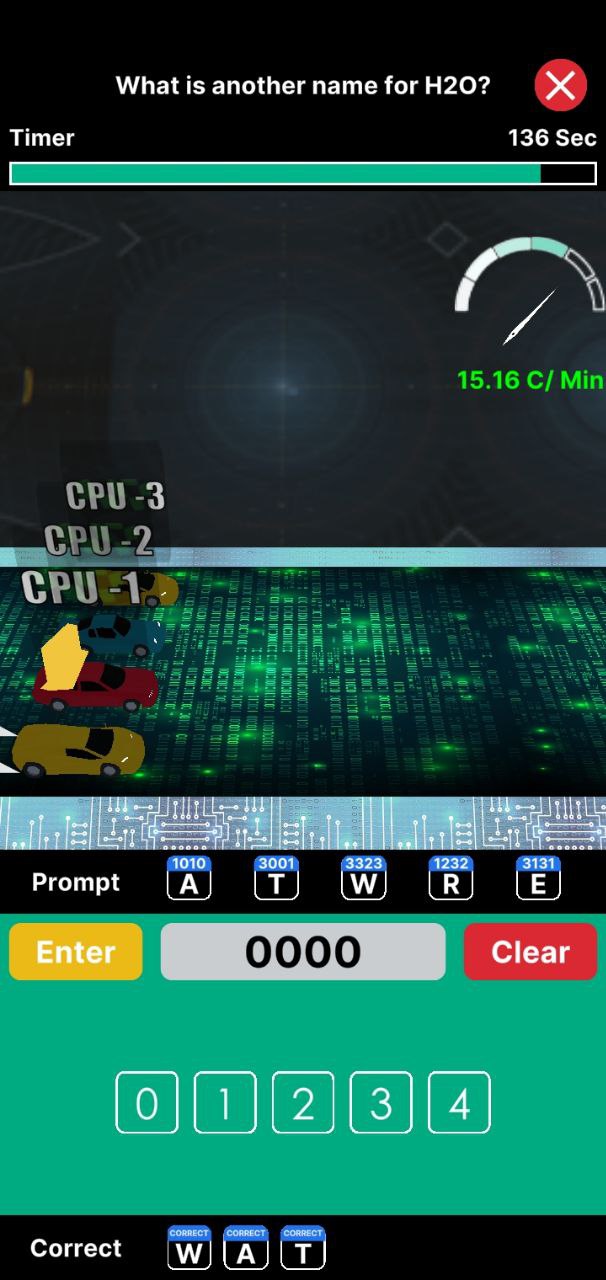 What is another name for H2O?
Timer 136 Sec
15.16 C/ Min
CPU -3
CPU -2
CPU -1
1010 3001 3323 1232 3131
Prompt A T W R E
Enter 0000 Clear
0 1 2 3 4
CORRECT CORRECT CORRECT
Correct W A T